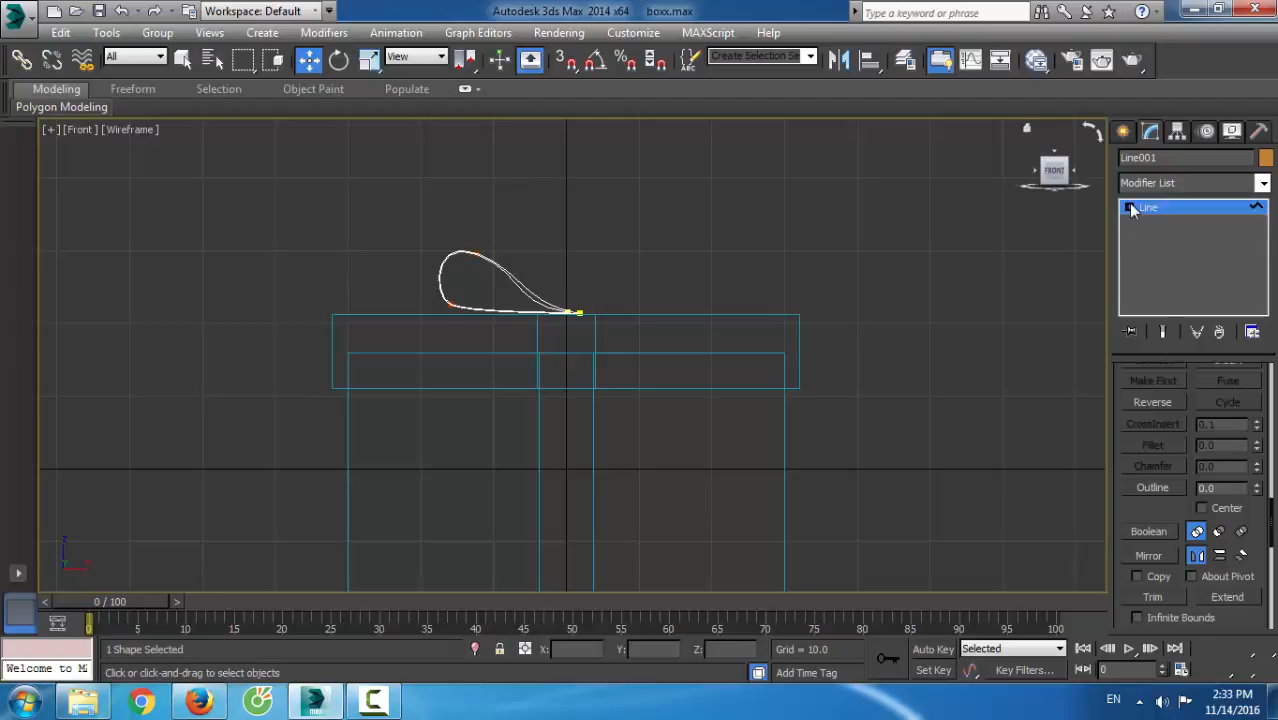 Workspace: Default
Autodesk 3ds Max 2014 x64    boxx.max
Type a keyword or phrase
Edit Tools Group Views Create Modifiers Animation Graph Editors Rendering Customize MAXScript Help
All
View
3
Create Selection Se
Modeling Freeform Selection Object Paint Populate
Polygon Modeling
[+] [Front] [Wireframe]
FRONT
Line001
Modifier List
Line
Make First Fuse
Reverse Cycle
CrossInsert 0.1
Fillet 0.0
Chamfer 0.0
Outline 0.0
Center
Boolean
Mirror
Copy About Pivot
Trim Extend
Infinite Bounds
z
0 / 100
0 5 10 15 20 25 30 35 40 45 50 55 60 65 70 75 80 85 90 95 100
1 Shape Selected X: Y: Z: Grid = 10.0 Auto Key Selected
Welcome to M Click or click-and-drag to select objects Add Time Tag Set Key Key Filters... 0
EN 2:33 PM
11/14/2016